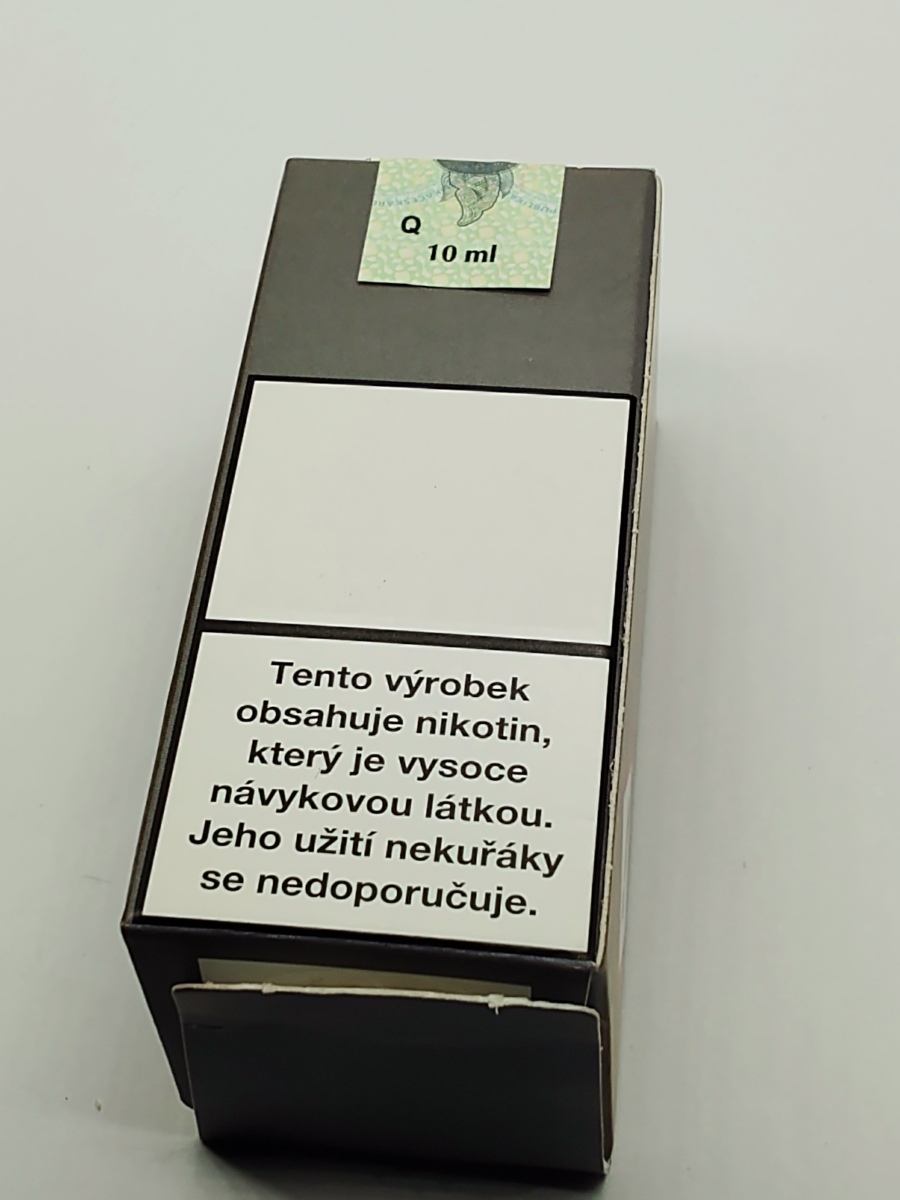 Q
10 ml
Tento výrobek
obsahuje nikotin,
který je vysoce
návykovou látkou.
Jeho užití nekuřáky
se nedoporučuje.